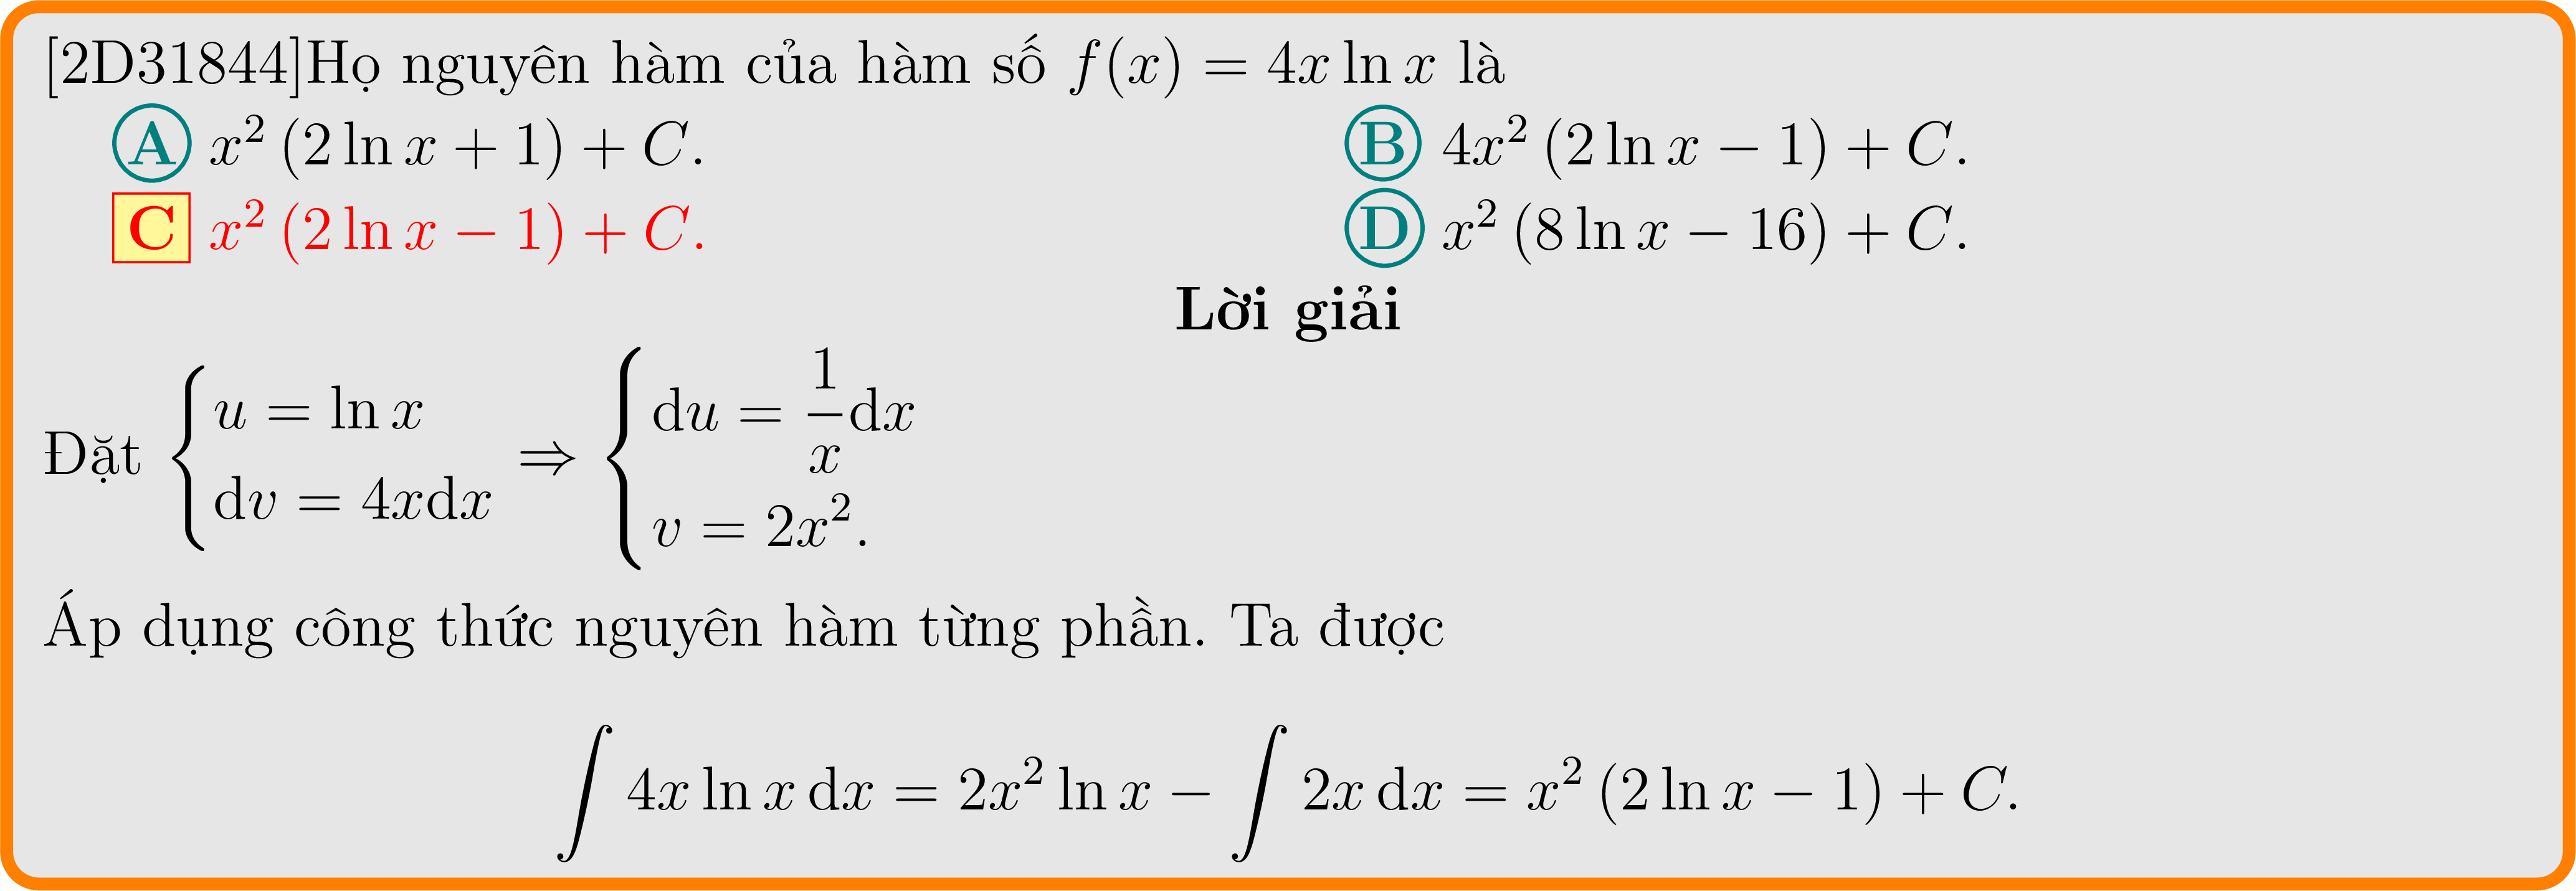 [2D31844]Họ nguyên hàm của hàm số $f(x) = 4x \ln x$ là
A $x^2 (2 \ln x + 1) + C.$ B $4x^2 (2 \ln x - 1) + C.$
C $x^2 (2 \ln x - 1) + C.$ D $x^2 (8 \ln x - 16) + C.$
Lời giải
Đặt $\begin{cases} u = \ln x \\ \mathrm{d}v = 4x\mathrm{d}x \end{cases} \Rightarrow \begin{cases} \mathrm{d}u = \dfrac{1}{x}\mathrm{d}x \\ v = 2x^2. \end{cases}$
Áp dụng công thức nguyên hàm từng phần. Ta được
$\int 4x \ln x \, \mathrm{d}x = 2x^2 \ln x - \int 2x \, \mathrm{d}x = x^2 (2 \ln x - 1) + C.$